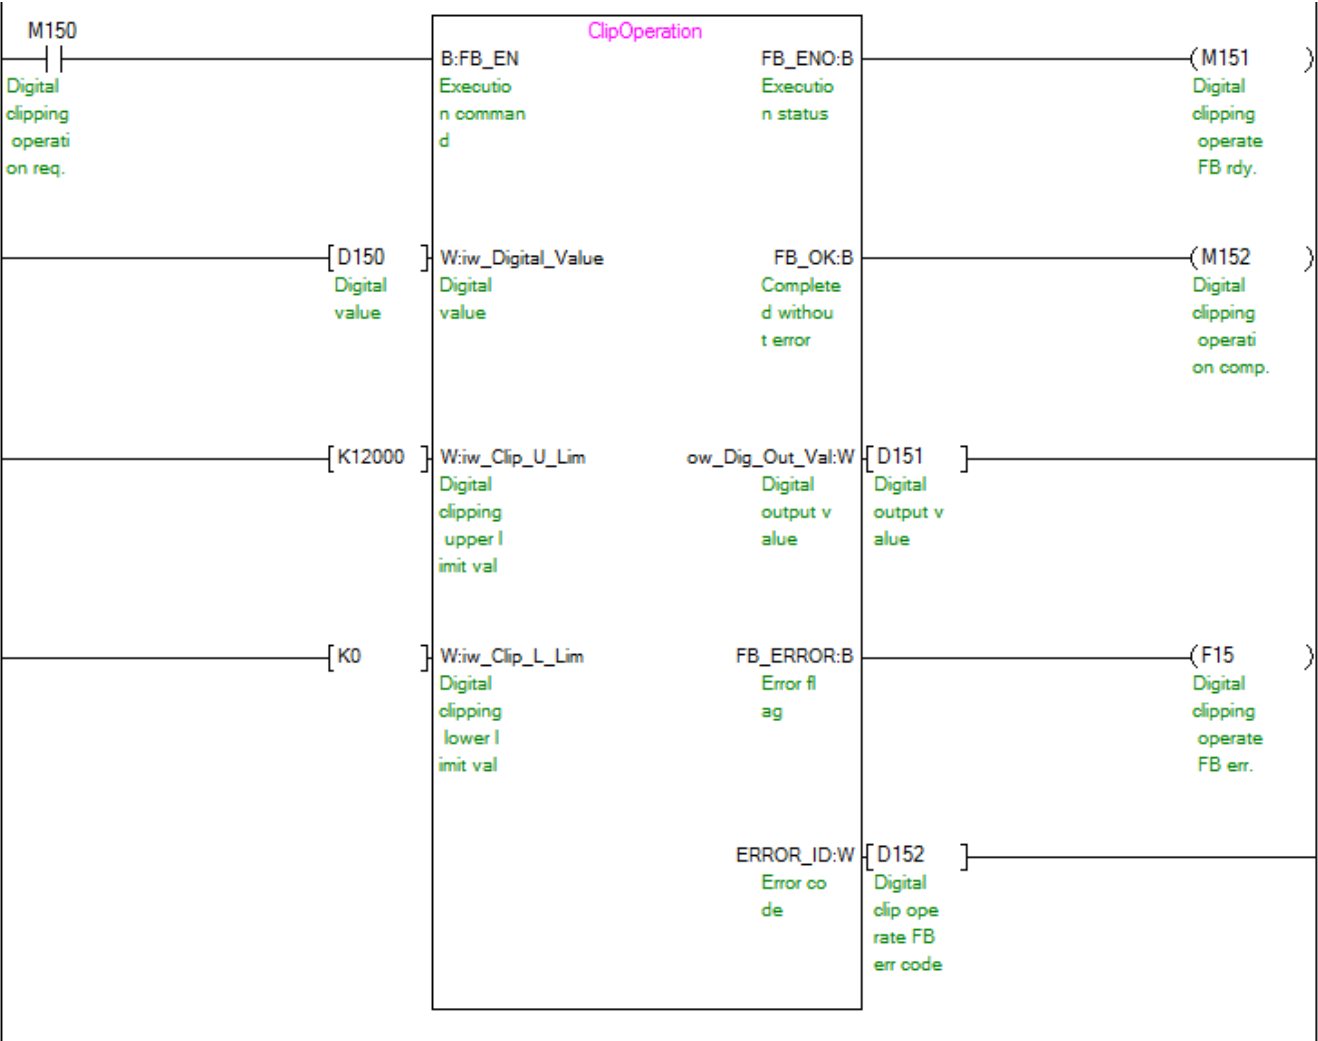 M150
ClipOperation
B:FB_EN
FB_ENO:B
M151
Digital
clipping
operati
on req.
Executio
n comman
d
Executio
n status
Digital
clipping
operate
FB rdy.
D150
W:iw_Digital_Value
FB_OK:B
M152
Digital
value
Digital
value
Complete
d withou
t error
Digital
clipping
operati
on comp.
K12000
W:iw_Clip_U_Lim
ow_Dig_Out_Val:W
D151
Digital
clipping
upper l
imit val
Digital
output v
alue
Digital
output v
alue
K0
W:iw_Clip_L_Lim
FB_ERROR:B
F15
Digital
clipping
lower l
imit val
Error fl
ag
Digital
clipping
operate
FB err.
ERROR_ID:W
D152
Error co
de
Digital
clip ope
rate FB
err code